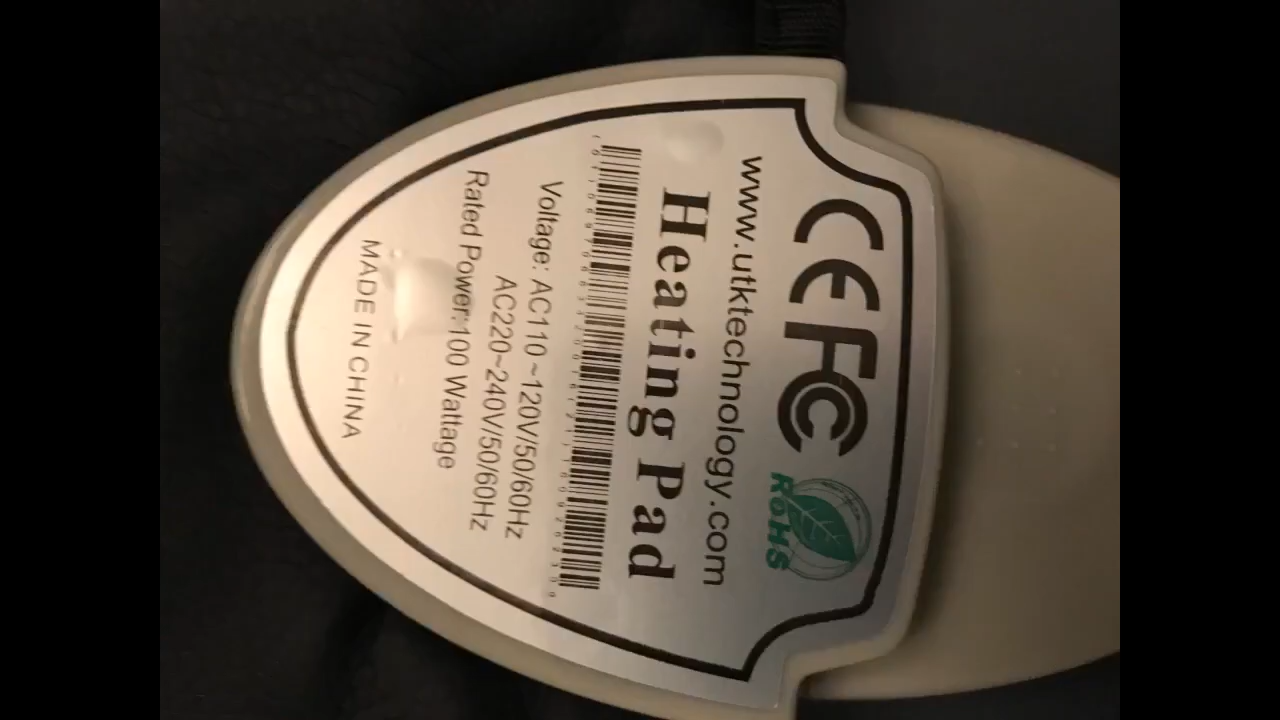 CE FC RoHS
www.utktechnology.com
Heating Pad
Voltage: AC110~120V/50/60Hz
AC220~240V/50/60Hz
Rated Power:100 Wattage
MADE IN CHINA